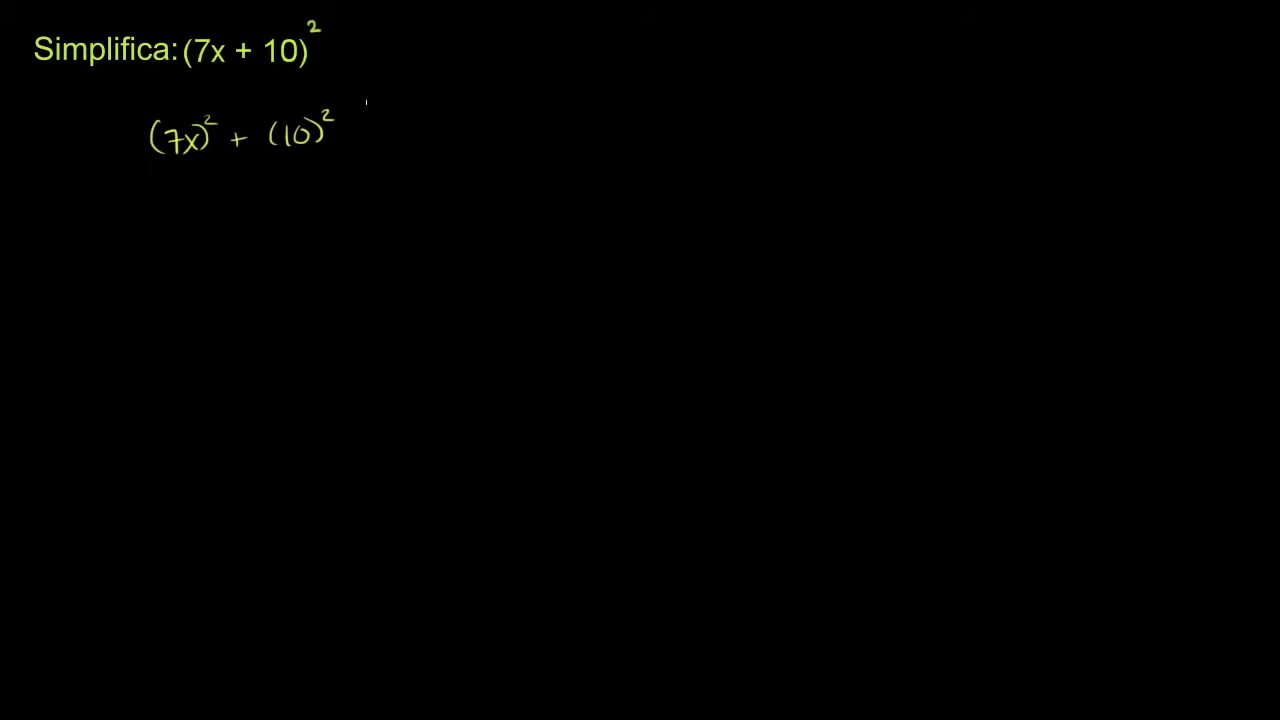 Simplifica: (7x + 10)²
(7x)² + (10)²